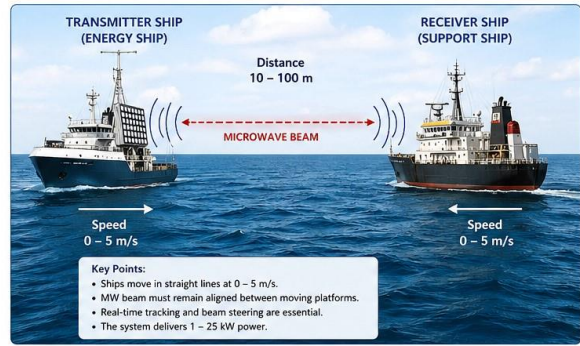 TRANSMITTER SHIP
(ENERGY SHIP)
RECEIVER SHIP
(SUPPORT SHIP)
Distance
10 – 100 m
MICROWAVE BEAM
Speed
0 – 5 m/s
Speed
0 – 5 m/s
Key Points:
• Ships move in straight lines at 0 – 5 m/s.
• MW beam must remain aligned between moving platforms.
• Real-time tracking and beam steering are essential.
• The system delivers 1 – 25 kW power.